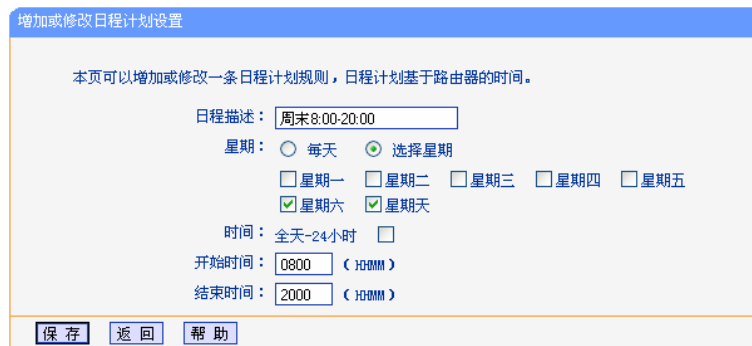 增加或修改日程计划设置
本页可以增加或修改一条日程计划规则，日程计划基于路由器的时间。
日程描述： 周末8:00-20:00
星期： 每天 选择星期
星期一 星期二 星期三 星期四 星期五
星期六 星期天
时间： 全天-24小时
开始时间： 0800 （HHMM）
结束时间： 2000 （HHMM）
保存 返回 帮助